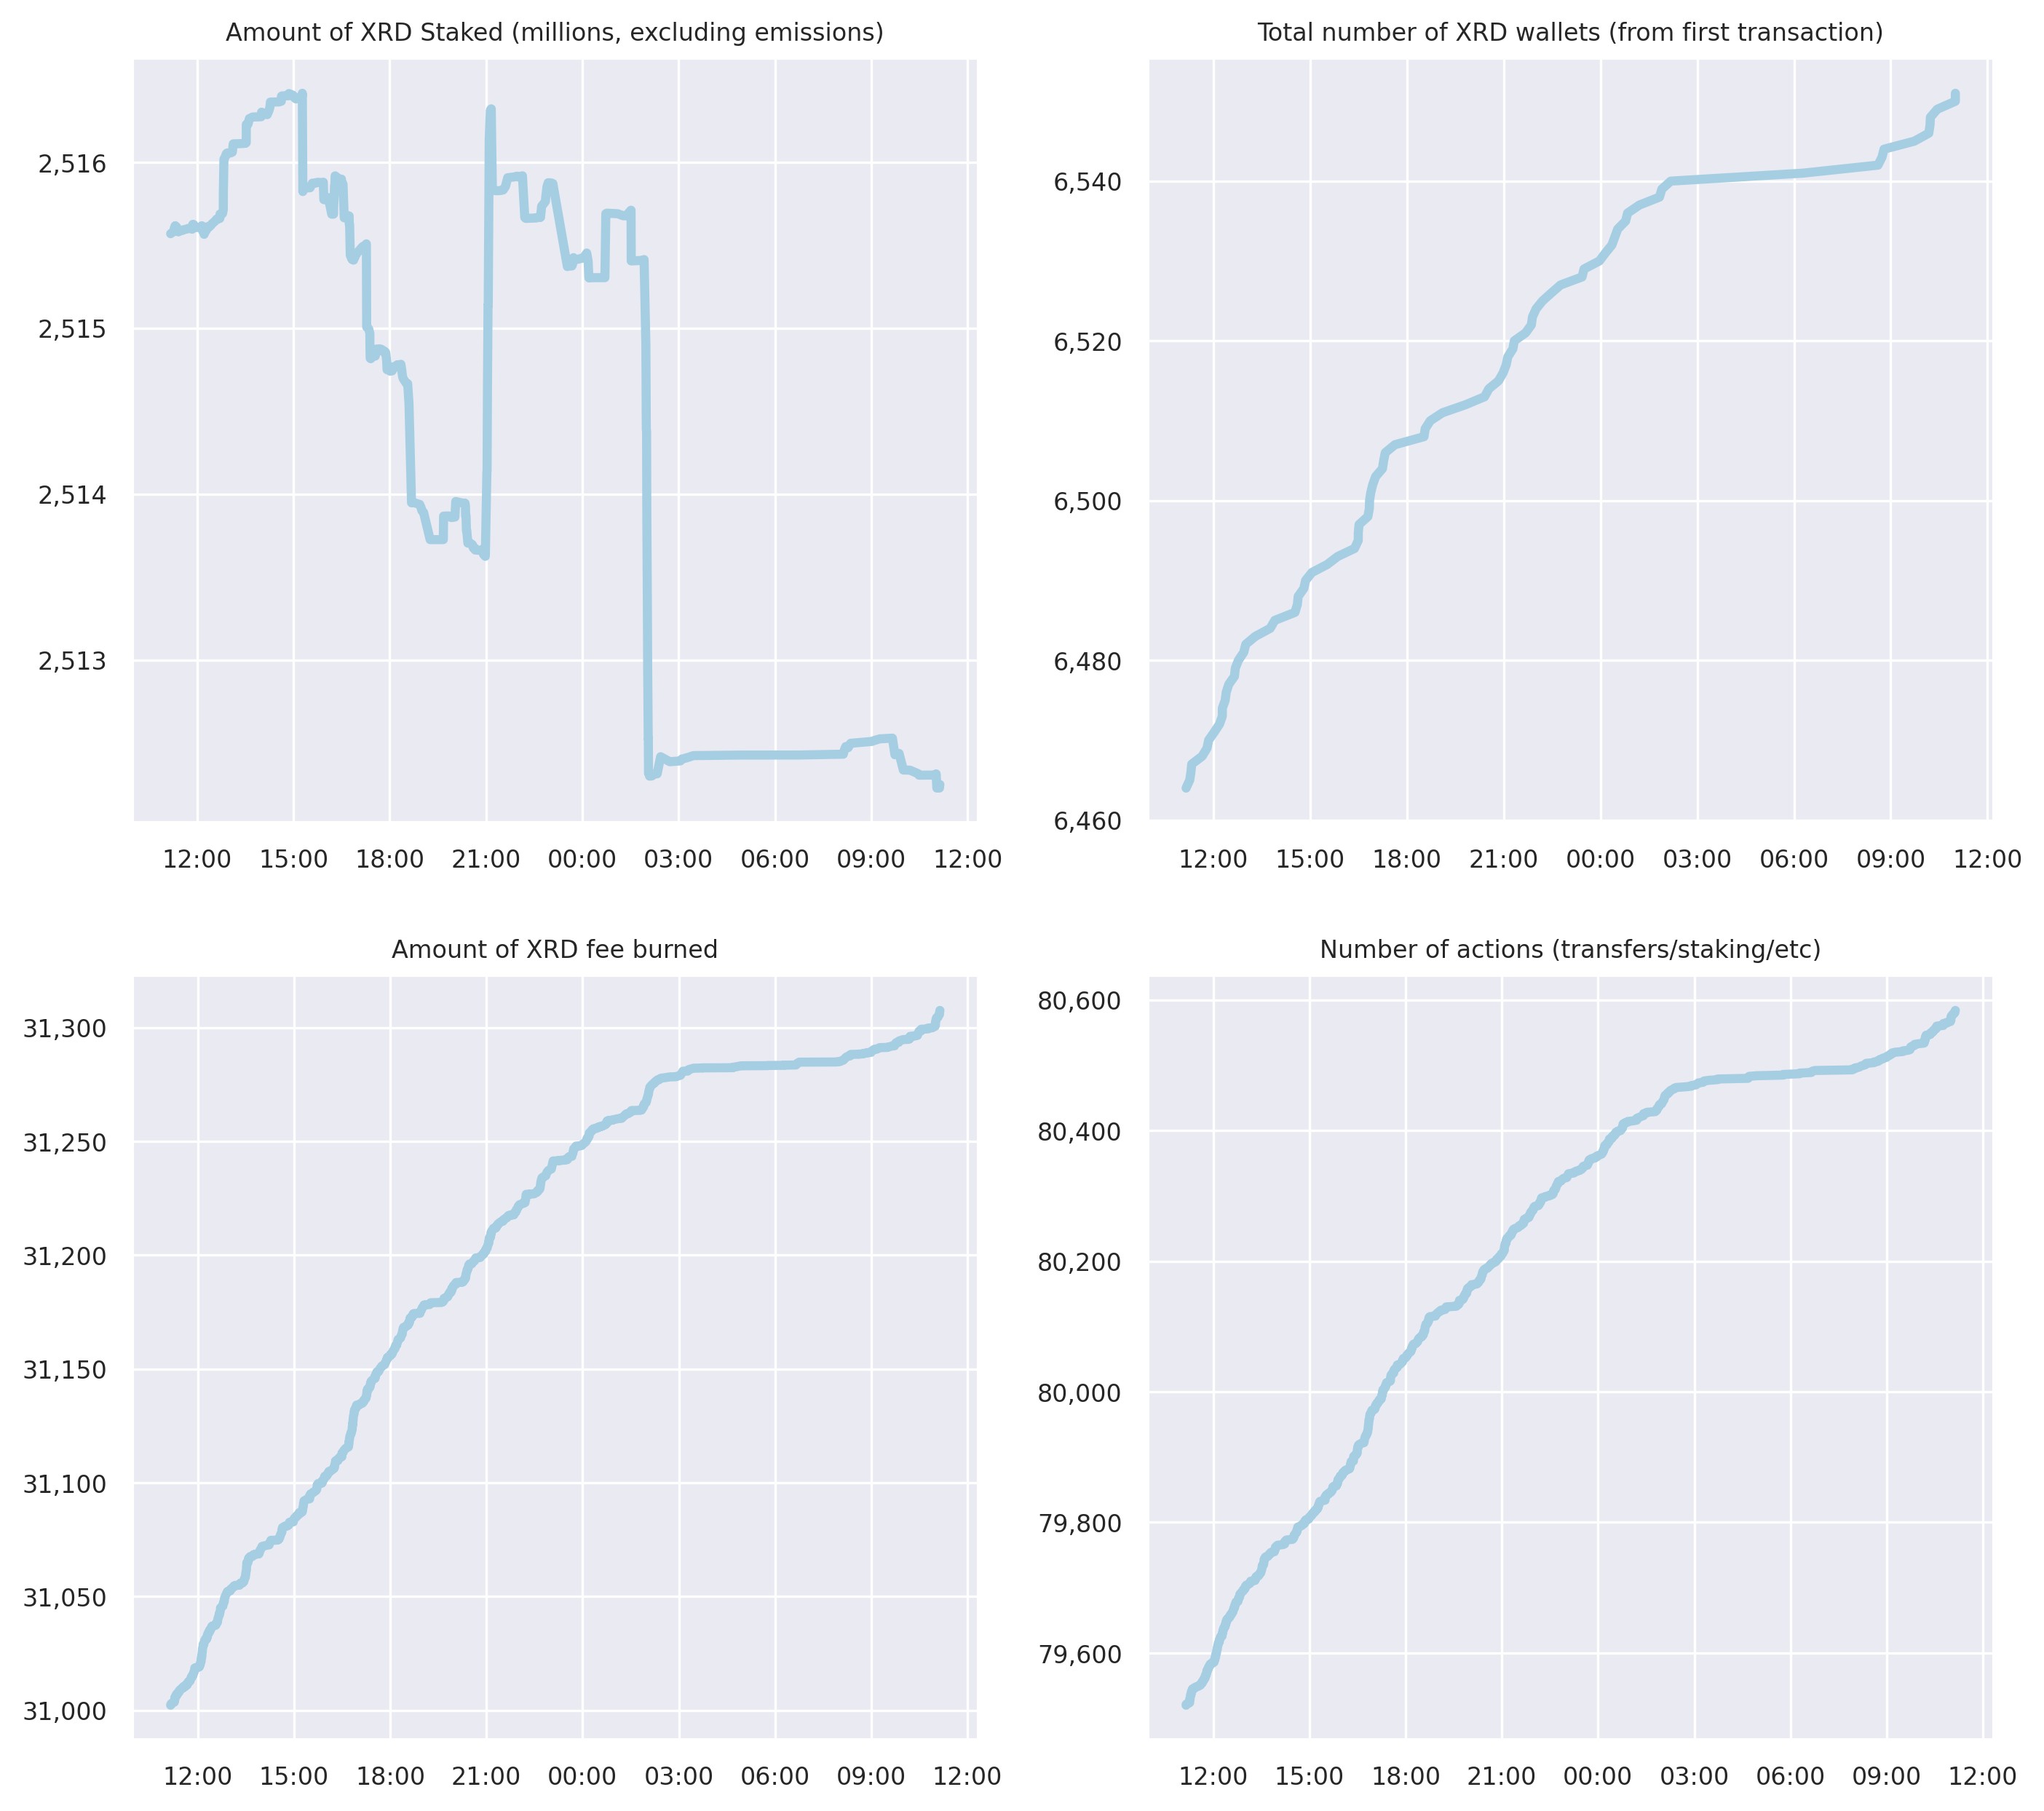 Amount of XRD Staked (millions, excluding emissions)
2,516
2,515
2,514
2,513
12:00 15:00 18:00 21:00 00:00 03:00 06:00 09:00 12:00
Total number of XRD wallets (from first transaction)
6,540
6,520
6,500
6,480
6,460
12:00 15:00 18:00 21:00 00:00 03:00 06:00 09:00 12:00
Amount of XRD fee burned
31,300
31,250
31,200
31,150
31,100
31,050
31,000
12:00 15:00 18:00 21:00 00:00 03:00 06:00 09:00 12:00
Number of actions (transfers/staking/etc)
80,600
80,400
80,200
80,000
79,800
79,600
12:00 15:00 18:00 21:00 00:00 03:00 06:00 09:00 12:00